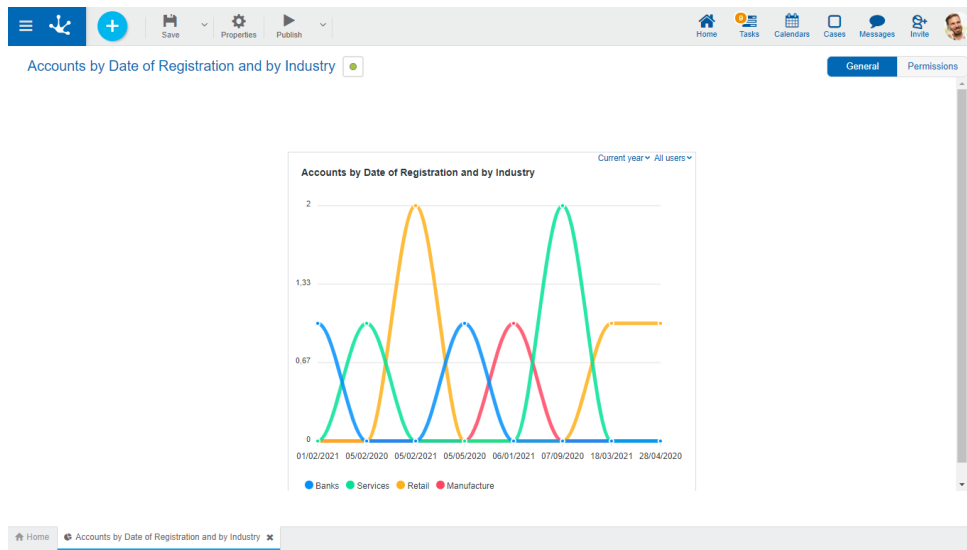 Save Properties Publish Home 9 Tasks Calendars Cases Messages Invite
Accounts by Date of Registration and by Industry General Permissions
Current year All users
Accounts by Date of Registration and by Industry
2
1,33
0.67
0
01/02/2021 05/02/2020 05/02/2021 05/05/2020 06/01/2021 07/09/2020 18/03/2021 28/04/2020
Banks Services Retail Manufacture
Home Accounts by Date of Registration and by Industry